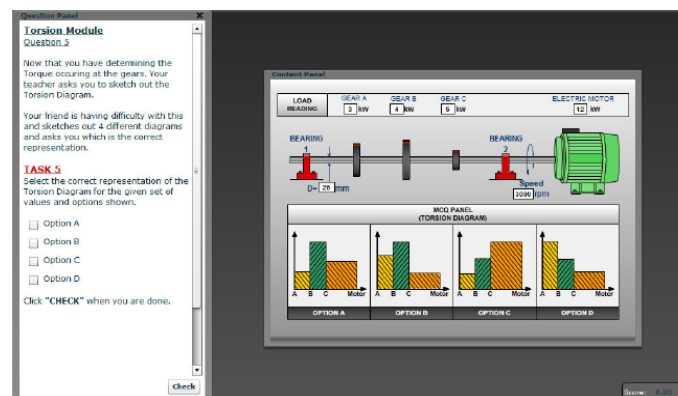 Question Panel X
Torsion Module
Question 5
Now that you have determining the
Torque occuring at the gears. Your
teacher asks you to sketch out the
Torsion Diagram.
Your friend is having difficulty with this
and sketches out 4 different diagrams
and asks you which is the correct
representation.
TASK 5
Select the correct representation of the
Torsion Diagram for the given set of
values and options shown.
Option A
Option B
Option C
Option D
Click "CHECK" when you are done.
Check
Content Panel
LOAD
READING
GEAR A
3 kW
GEAR B
4 kW
GEAR C
5 kW
ELECTRIC MOTOR
12 kW
BEARING
1
BEARING
2
D= 26 mm
Speed
3000 rpm
MCQ PANEL
(TORSION DIAGRAM)
A B C Motor
A B C Motor
A B C Motor
A B C Motor
OPTION A
OPTION B
OPTION C
OPTION D
Score: